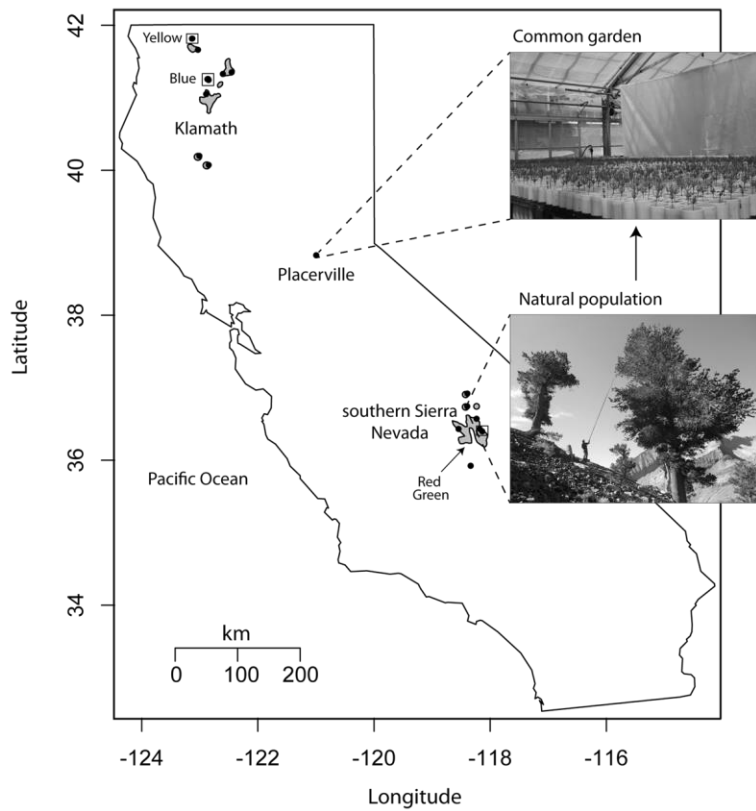 Common garden
Yellow
Blue
Klamath
Placerville
Natural population
southern Sierra
Nevada
Red
Green
Pacific Ocean
km
0 100 200
42
40
38
36
34
Latitude
-124 -122 -120 -118 -116
Longitude